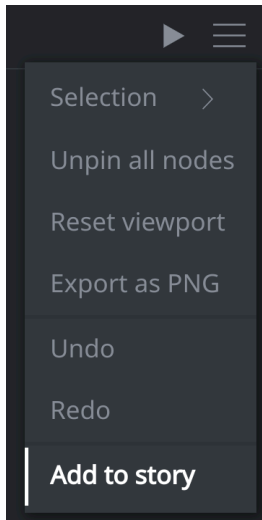 Selection
Unpin all nodes
Reset viewport
Export as PNG
Undo
Redo
Add to story